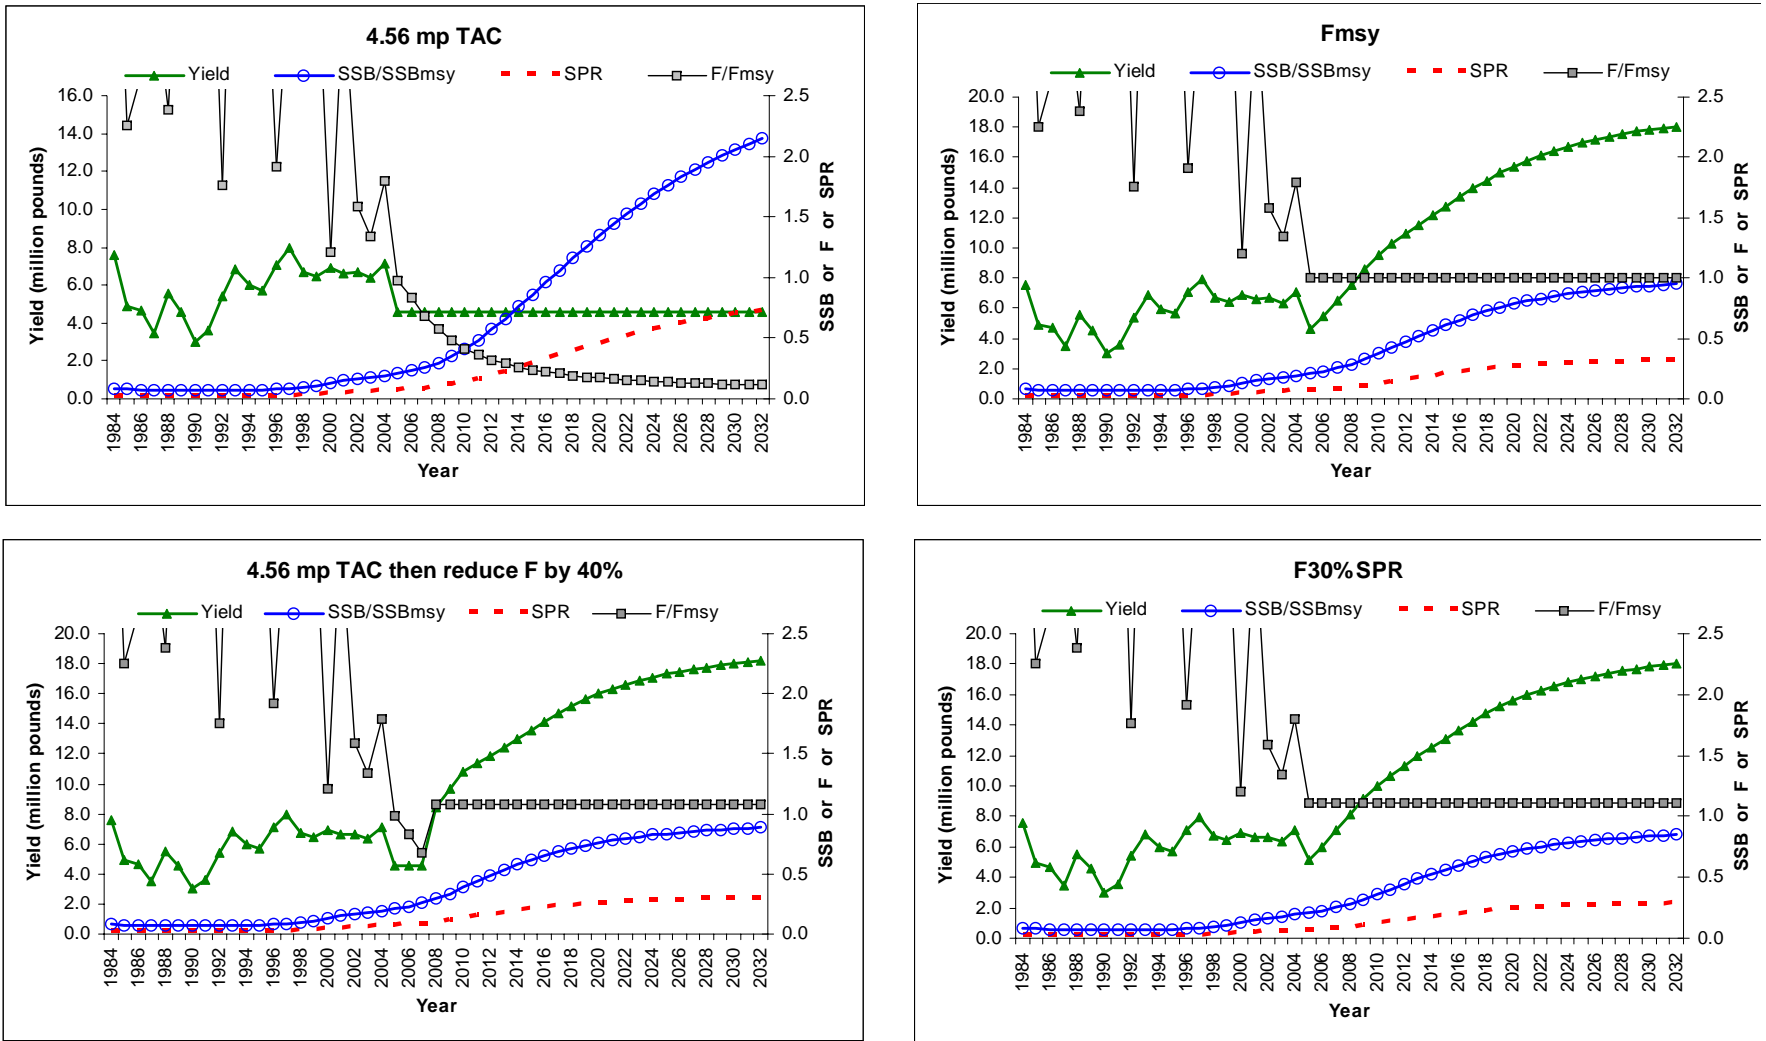 4.56 mp TAC
Yield SSB/SSBmsy SPR F/Fmsy
16.0 14.0 12.0 10.0 8.0 6.0 4.0 2.0 0.0
Yield (million pounds)
2.5 2.0 1.5 1.0 0.5 0.0
SSB or F or SPR
1984 1986 1988 1990 1992 1994 1996 1998 2000 2002 2004 2006 2008 2010 2012 2014 2016 2018 2020 2022 2024 2026 2028 2030 2032
Year
Fmsy
Yield SSB/SSBmsy SPR F/Fmsy
20.0 18.0 16.0 14.0 12.0 10.0 8.0 6.0 4.0 2.0 0.0
Yield (million pounds)
2.5 2.0 1.5 1.0 0.5 0.0
SSB or F or SPR
1984 1986 1988 1990 1992 1994 1996 1998 2000 2002 2004 2006 2008 2010 2012 2014 2016 2018 2020 2022 2024 2026 2028 2030 2032
Year
4.56 mp TAC then reduce F by 40%
Yield SSB/SSBmsy SPR F/Fmsy
20.0 18.0 16.0 14.0 12.0 10.0 8.0 6.0 4.0 2.0 0.0
Yield (million pounds)
2.5 2.0 1.5 1.0 0.5 0.0
SSB or F or SPR
1984 1986 1988 1990 1992 1994 1996 1998 2000 2002 2004 2006 2008 2010 2012 2014 2016 2018 2020 2022 2024 2026 2028 2030 2032
Year
F30%SPR
Yield SSB/SSBmsy SPR F/Fmsy
20.0 18.0 16.0 14.0 12.0 10.0 8.0 6.0 4.0 2.0 0.0
Yield (million pounds)
2.5 2.0 1.5 1.0 0.5 0.0
SSB or F or SPR
1984 1986 1988 1990 1992 1994 1996 1998 2000 2002 2004 2006 2008 2010 2012 2014 2016 2018 2020 2022 2024 2026 2028 2030 2032
Year